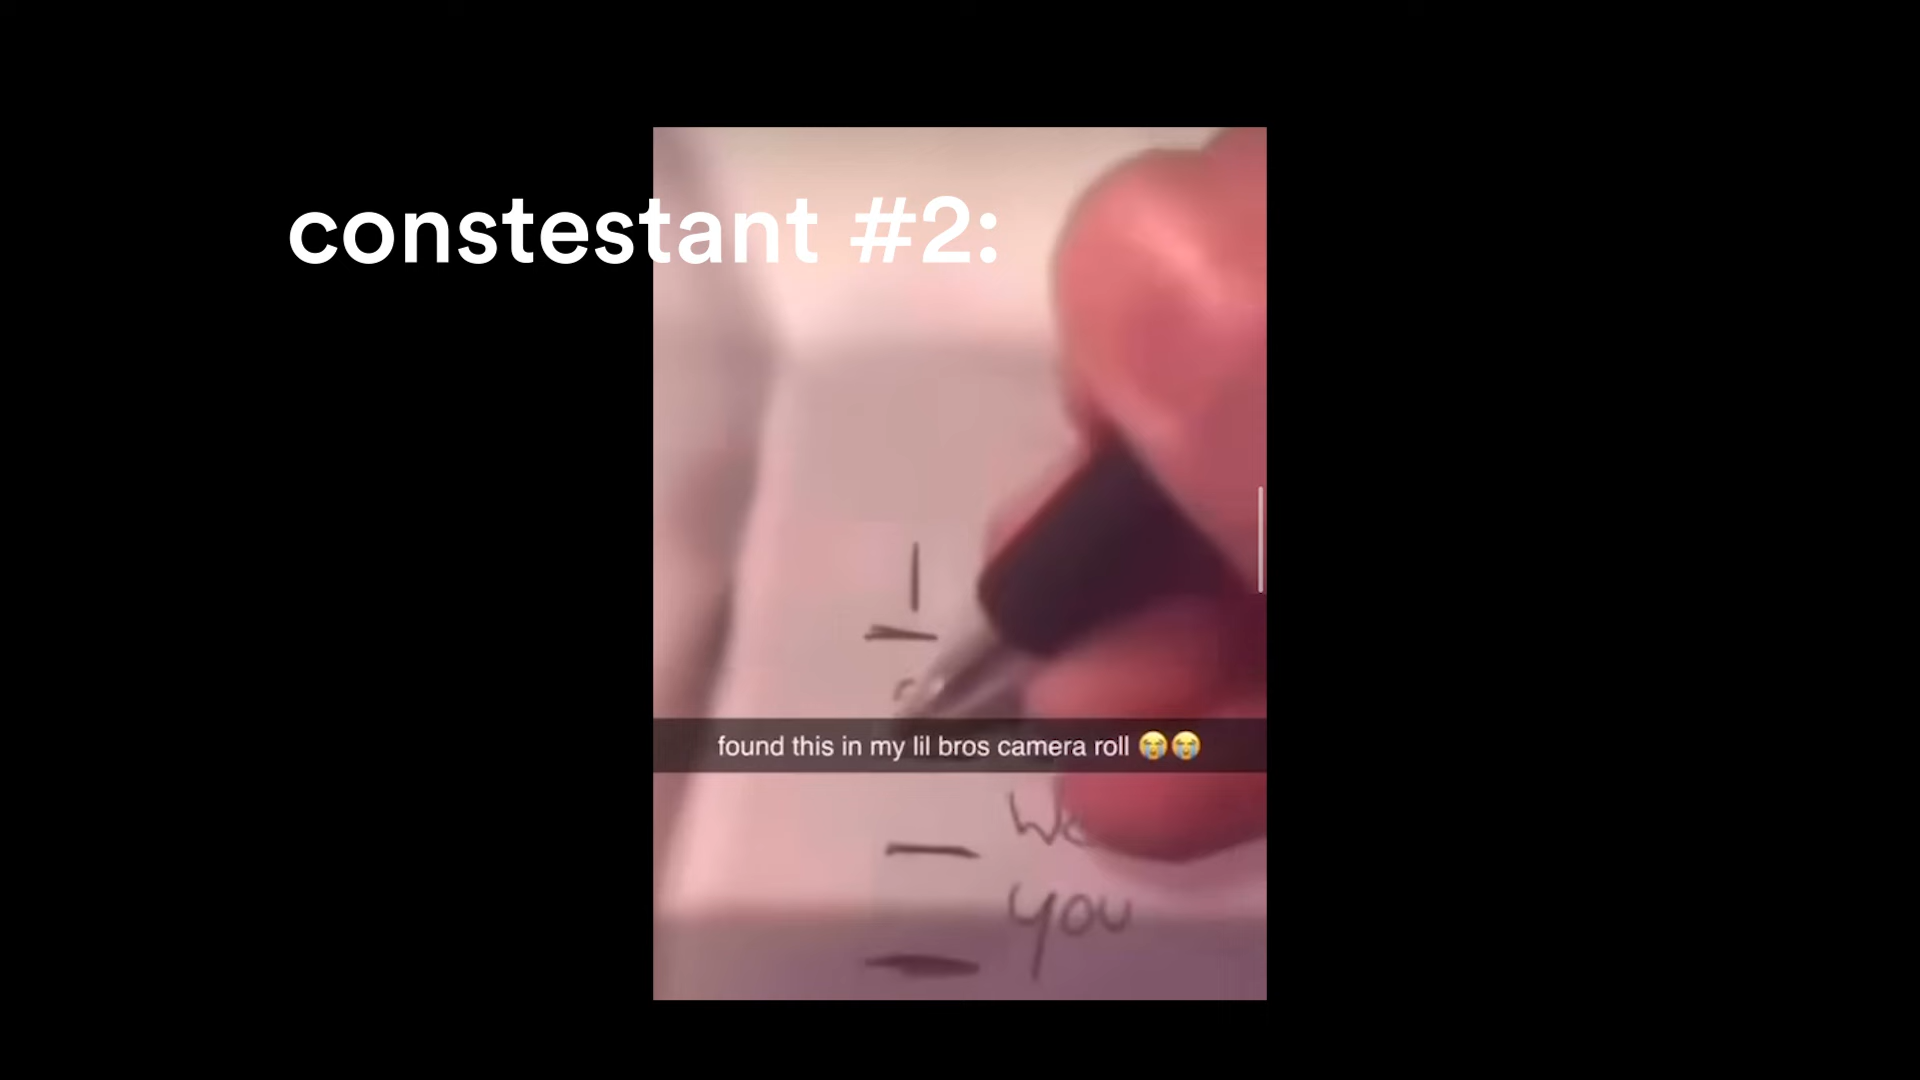 constestant #2:
I
found this in my lil bros camera roll 😭😭
you